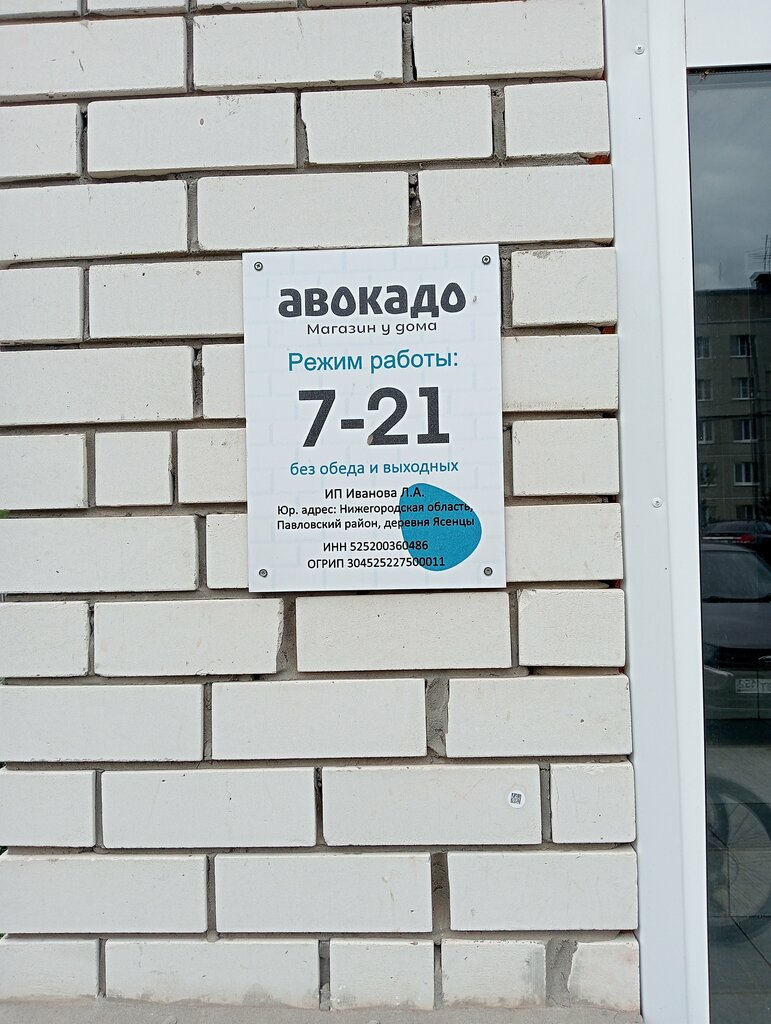 авокадо
Магазин у дома
Режим работы:
7-21
без обеда и выходных
ИП Иванова Л.А.
Юр. адрес: Нижегородская область,
Павловский район, деревня Ясенцы
ИНН 525200360486
ОГРИП 304525227500011